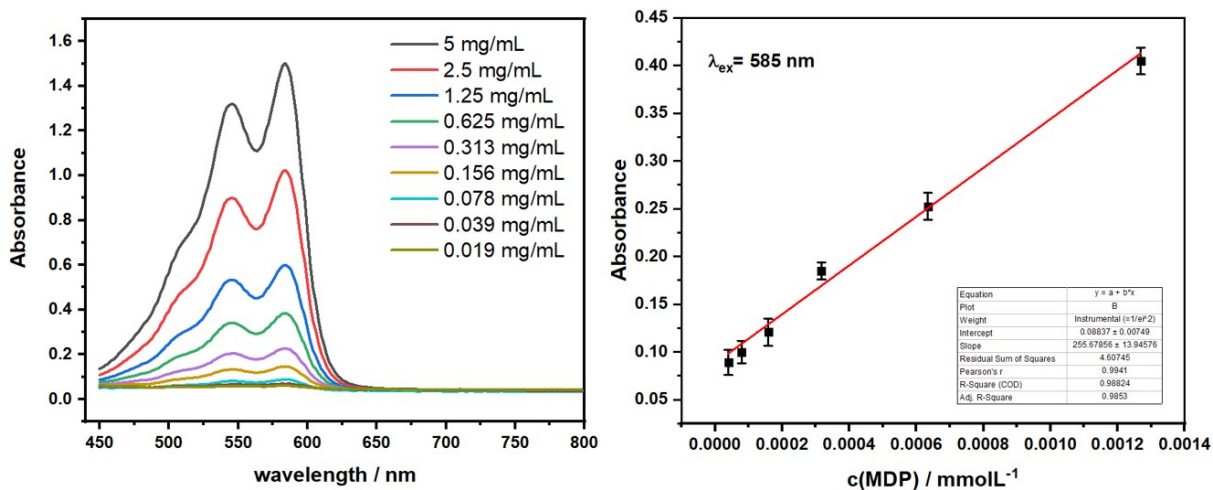 Absorbance
1.6
1.4
1.2
1.0
0.8
0.6
0.4
0.2
0.0
450 500 550 600 650 700 750 800
wavelength / nm
5 mg/mL
2.5 mg/mL
1.25 mg/mL
0.625 mg/mL
0.313 mg/mL
0.156 mg/mL
0.078 mg/mL
0.039 mg/mL
0.019 mg/mL
Absorbance
0.45
0.40
0.35
0.30
0.25
0.20
0.15
0.10
0.05
0.0000 0.0002 0.0004 0.0006 0.0008 0.0010 0.0012 0.0014
c(MDP) / mmolL⁻¹
λex= 585 nm
Equation y = a + b*x
Plot B
Weight Instrumental (=1/ei^2)
Intercept 0.08837 ± 0.00749
Slope 255.67856 ± 13.94576
Residual Sum of Squares 4.60745
Pearson's r 0.9941
R-Square (COD) 0.98824
Adj. R-Square 0.9853